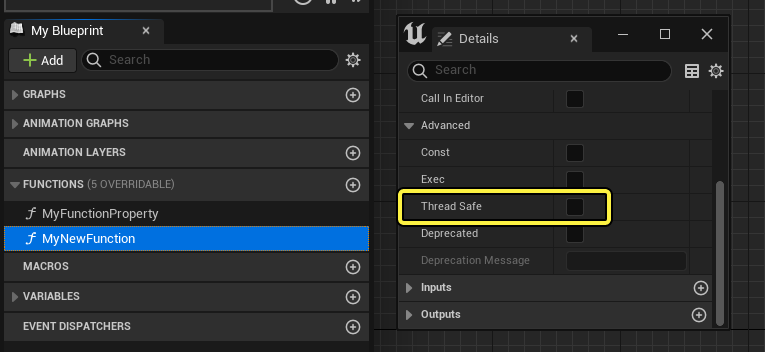 My Blueprint
Add
Search
GRAPHS
ANIMATION GRAPHS
ANIMATION LAYERS
FUNCTIONS (5 OVERRIDABLE)
MyFunctionProperty
MyNewFunction
MACROS
VARIABLES
EVENT DISPATCHERS
Details
Search
Call In Editor
Advanced
Const
Exec
Thread Safe
Deprecated
Deprecation Message
Inputs
Outputs